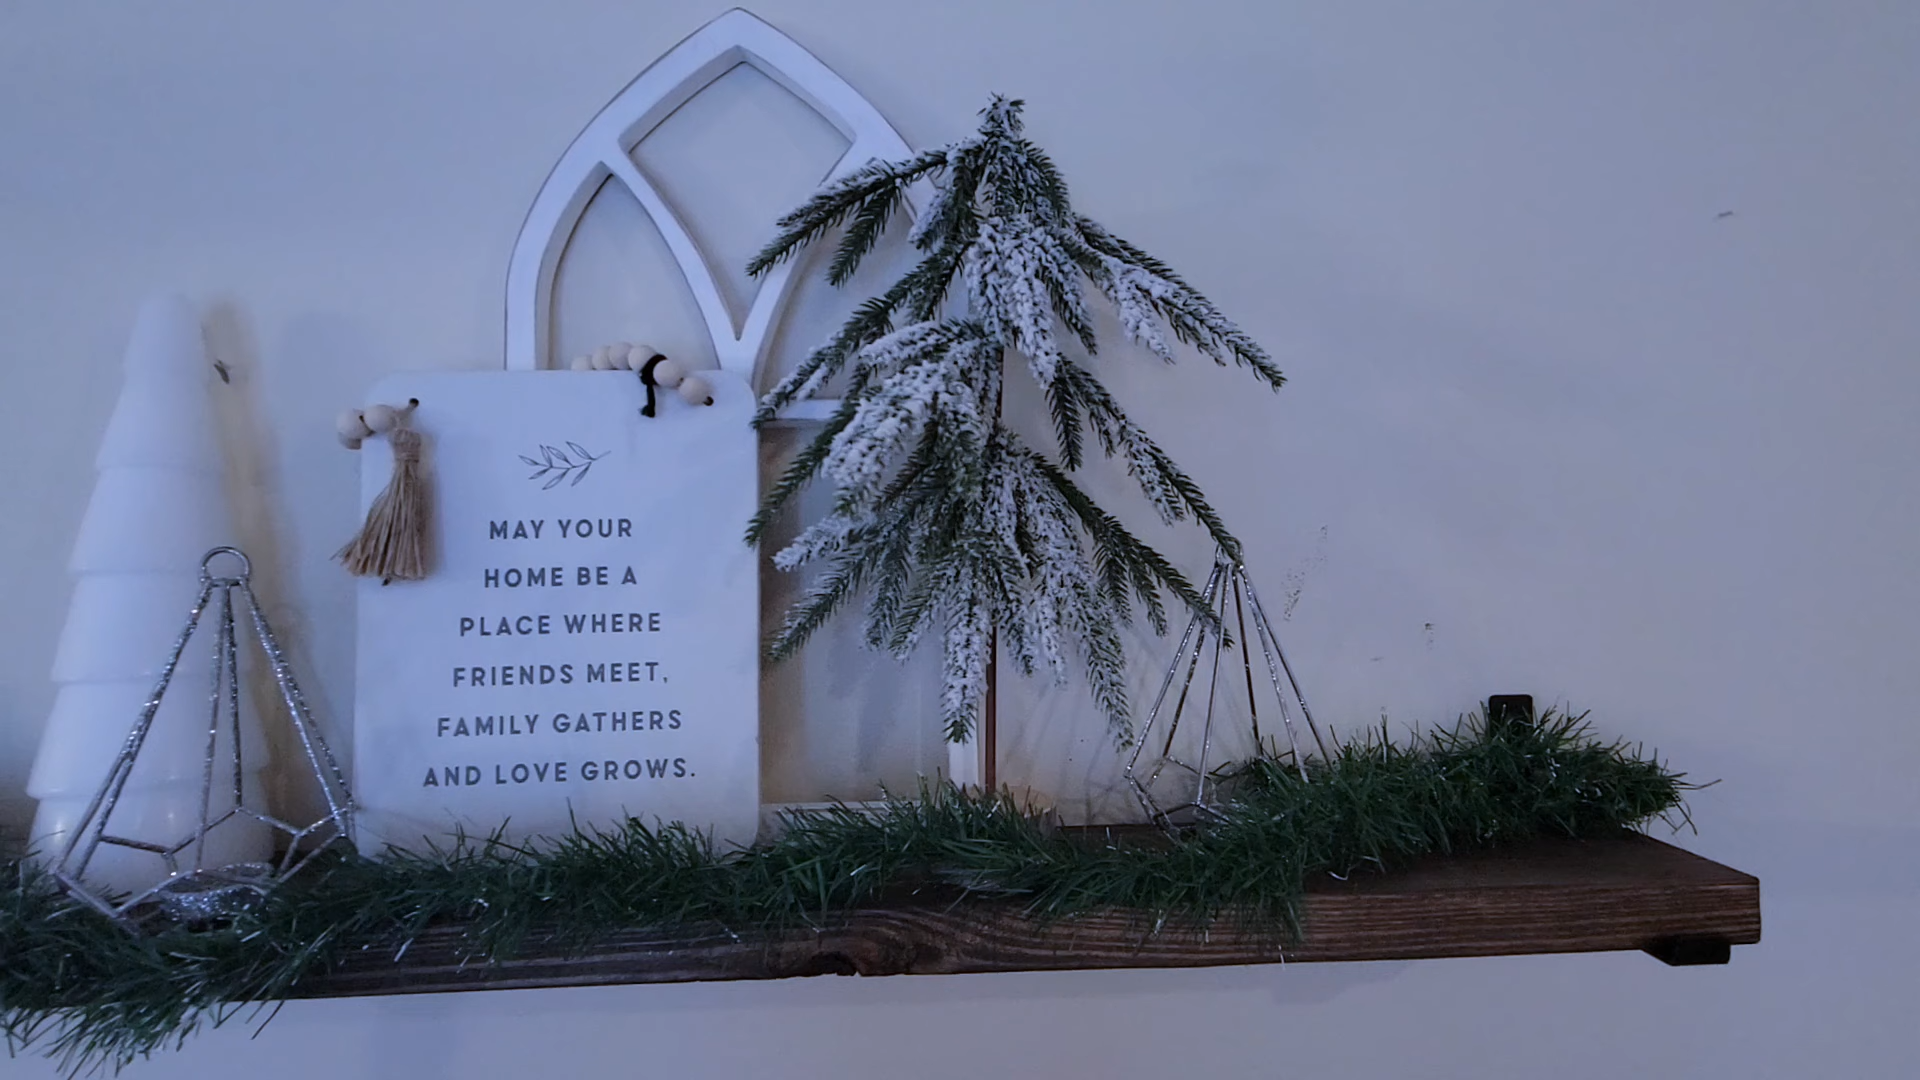 MAY YOUR
HOME BE A
PLACE WHERE
FRIENDS MEET,
FAMILY GATHERS
AND LOVE GROWS.